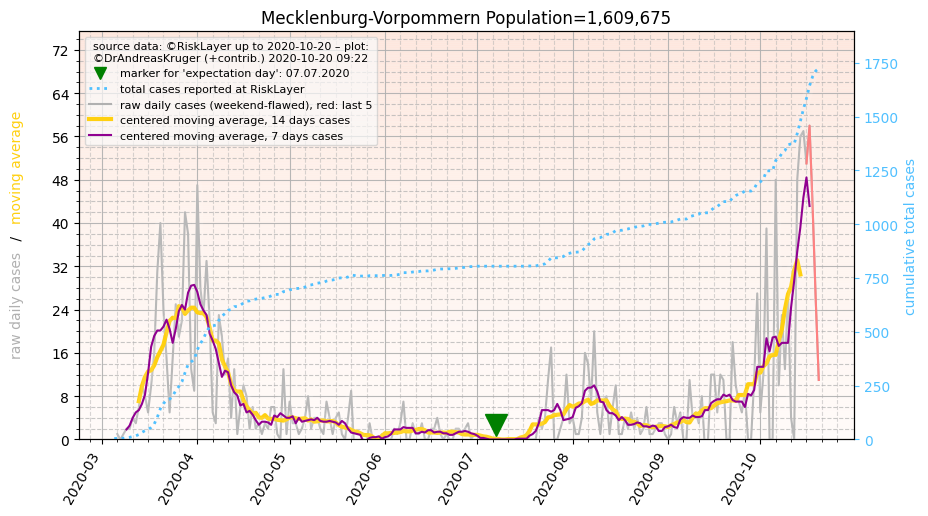 Mecklenburg-Vorpommern Population=1,609,675
source data: ©RiskLayer up to 2020-10-20 – plot:
©DrAndreasKruger (+contrib.) 2020-10-20 09:22
marker for 'expectation day': 07.07.2020
total cases reported at RiskLayer
raw daily cases (weekend-flawed), red: last 5
centered moving average, 14 days cases
centered moving average, 7 days cases
raw daily cases / moving average
72
64
56
48
40
32
24
16
8
0
cumulative total cases
1750
1500
1250
1000
750
500
250
0
2020-03
2020-04
2020-05
2020-06
2020-07
2020-08
2020-09
2020-10